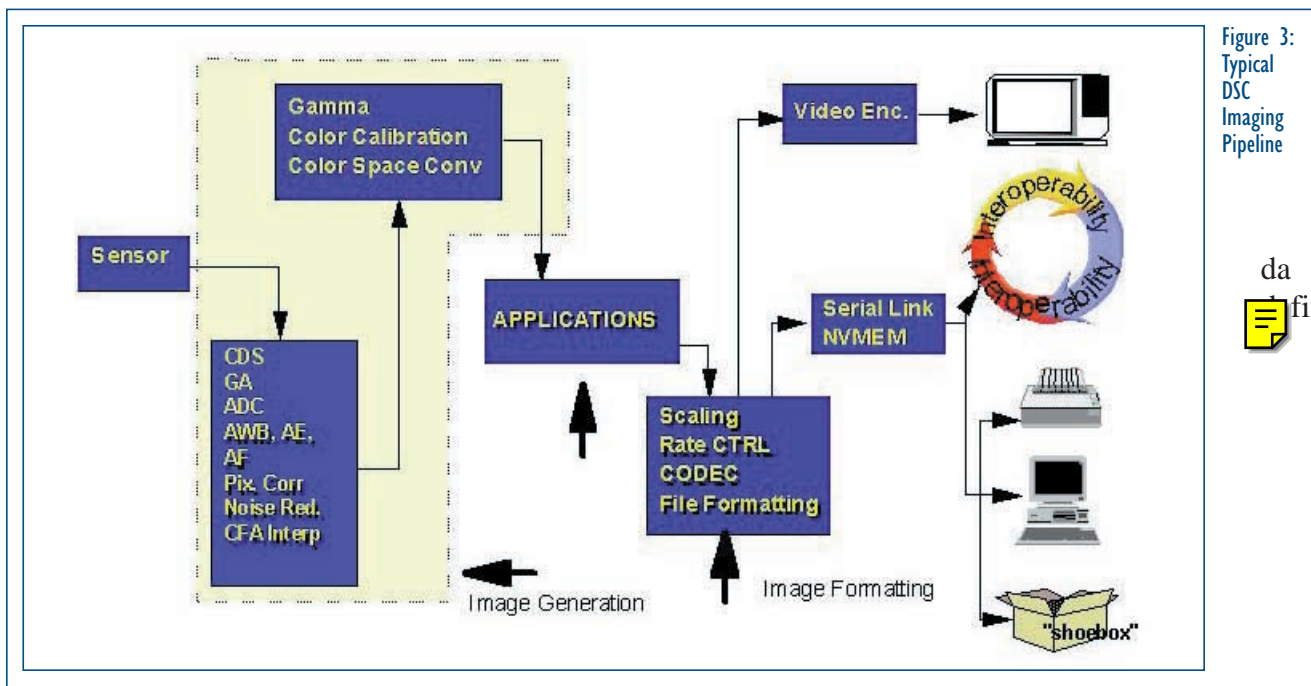 Figure 3:
Typical
DSC
Imaging
Pipeline
Gamma
Color Calibration
Color Space Conv
Video Enc.
Interoperability
Interoperability
Sensor
da
fi
APPLICATIONS
Serial Link
NVMEM
CDS
GA
ADC
AWB, AE,
AF
Pix. Corr
Noise Red.
CFA Interp
Scaling
Rate CTRL
CODEC
File Formatting
Image Generation
Image Formatting
"shoebox"